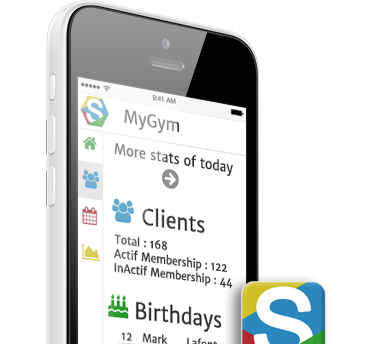 9:41 AM
S
MyGym
More stats of today
Clients
Total : 168
Actif Membership : 122
InActif Membership : 44
Birthdays
12 Mark Lafont
S